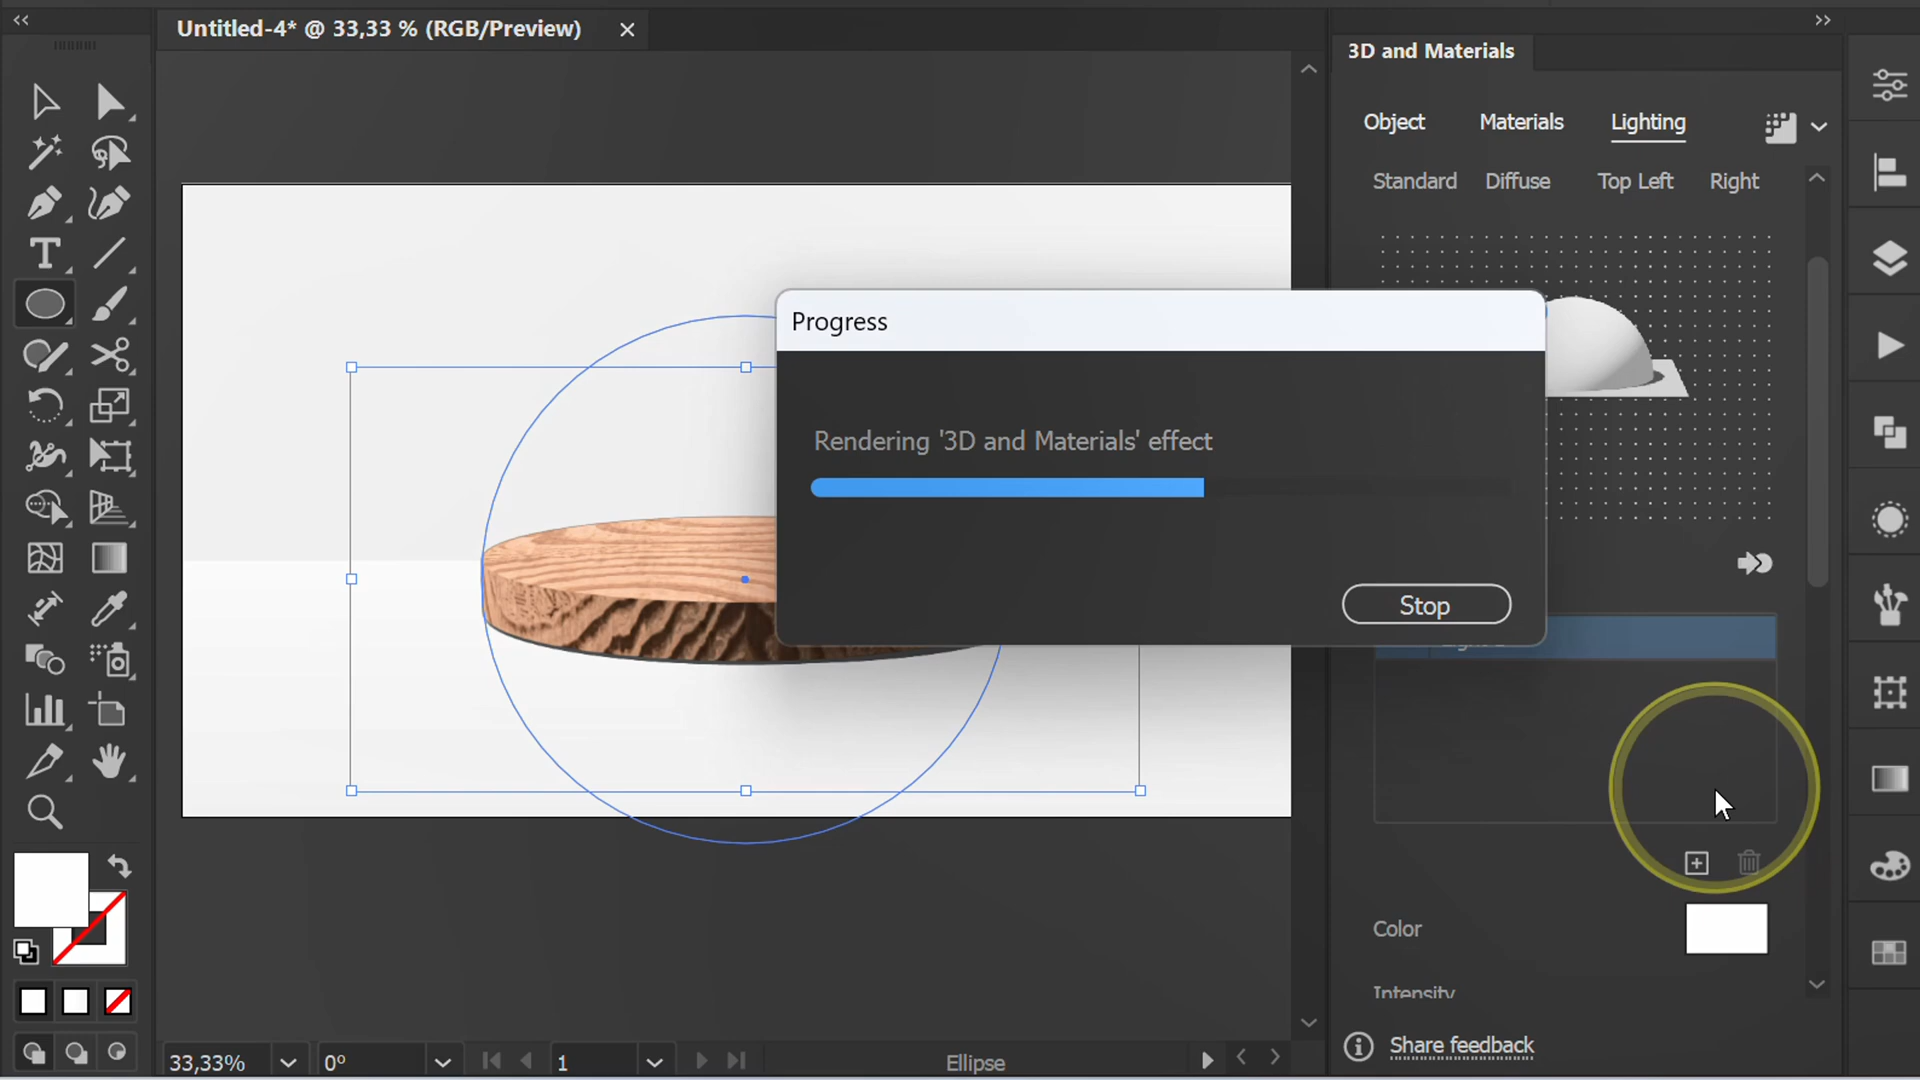 Untitled-4* @ 33,33 % (RGB/Preview)
3D and Materials
Object Materials Lighting
Standard Diffuse Top Left Right
Progress
Rendering '3D and Materials' effect
Stop
Color
Intensity
Share feedback
33,33% 0° 1 Ellipse